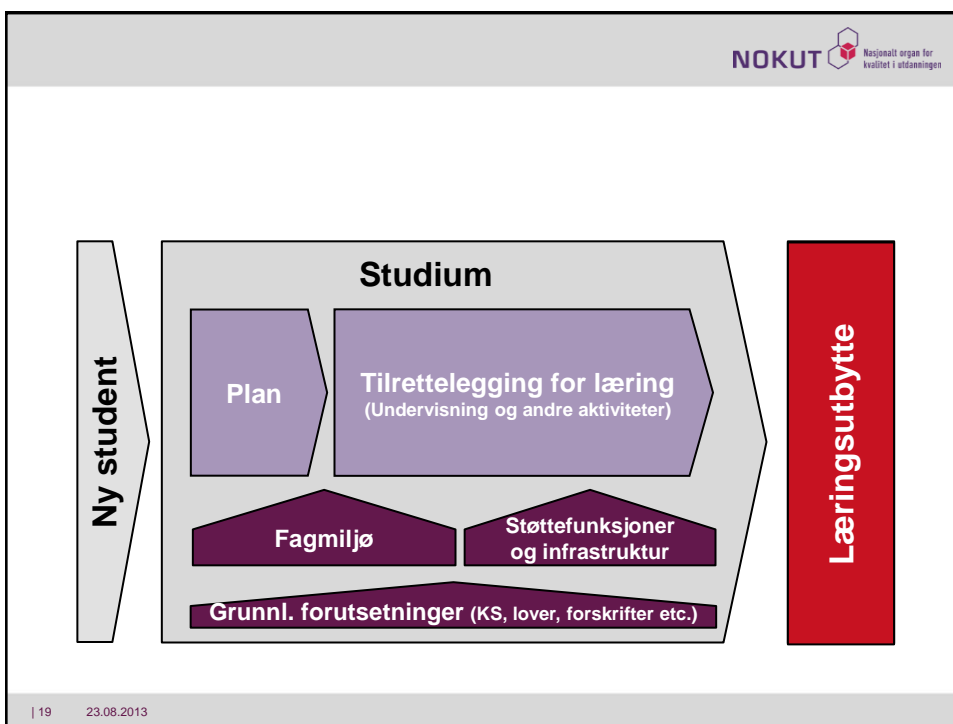 NOKUT
Nasjonalt organ for
kvalitet i utdanningen
Ny student
Studium
Plan
Tilrettelegging for læring
(Undervisning og andre aktiviteter)
Fagmiljø
Støttefunksjoner
og infrastruktur
Grunnl. forutsetninger (KS, lover, forskrifter etc.)
Læringsutbytte
| 19 23.08.2013